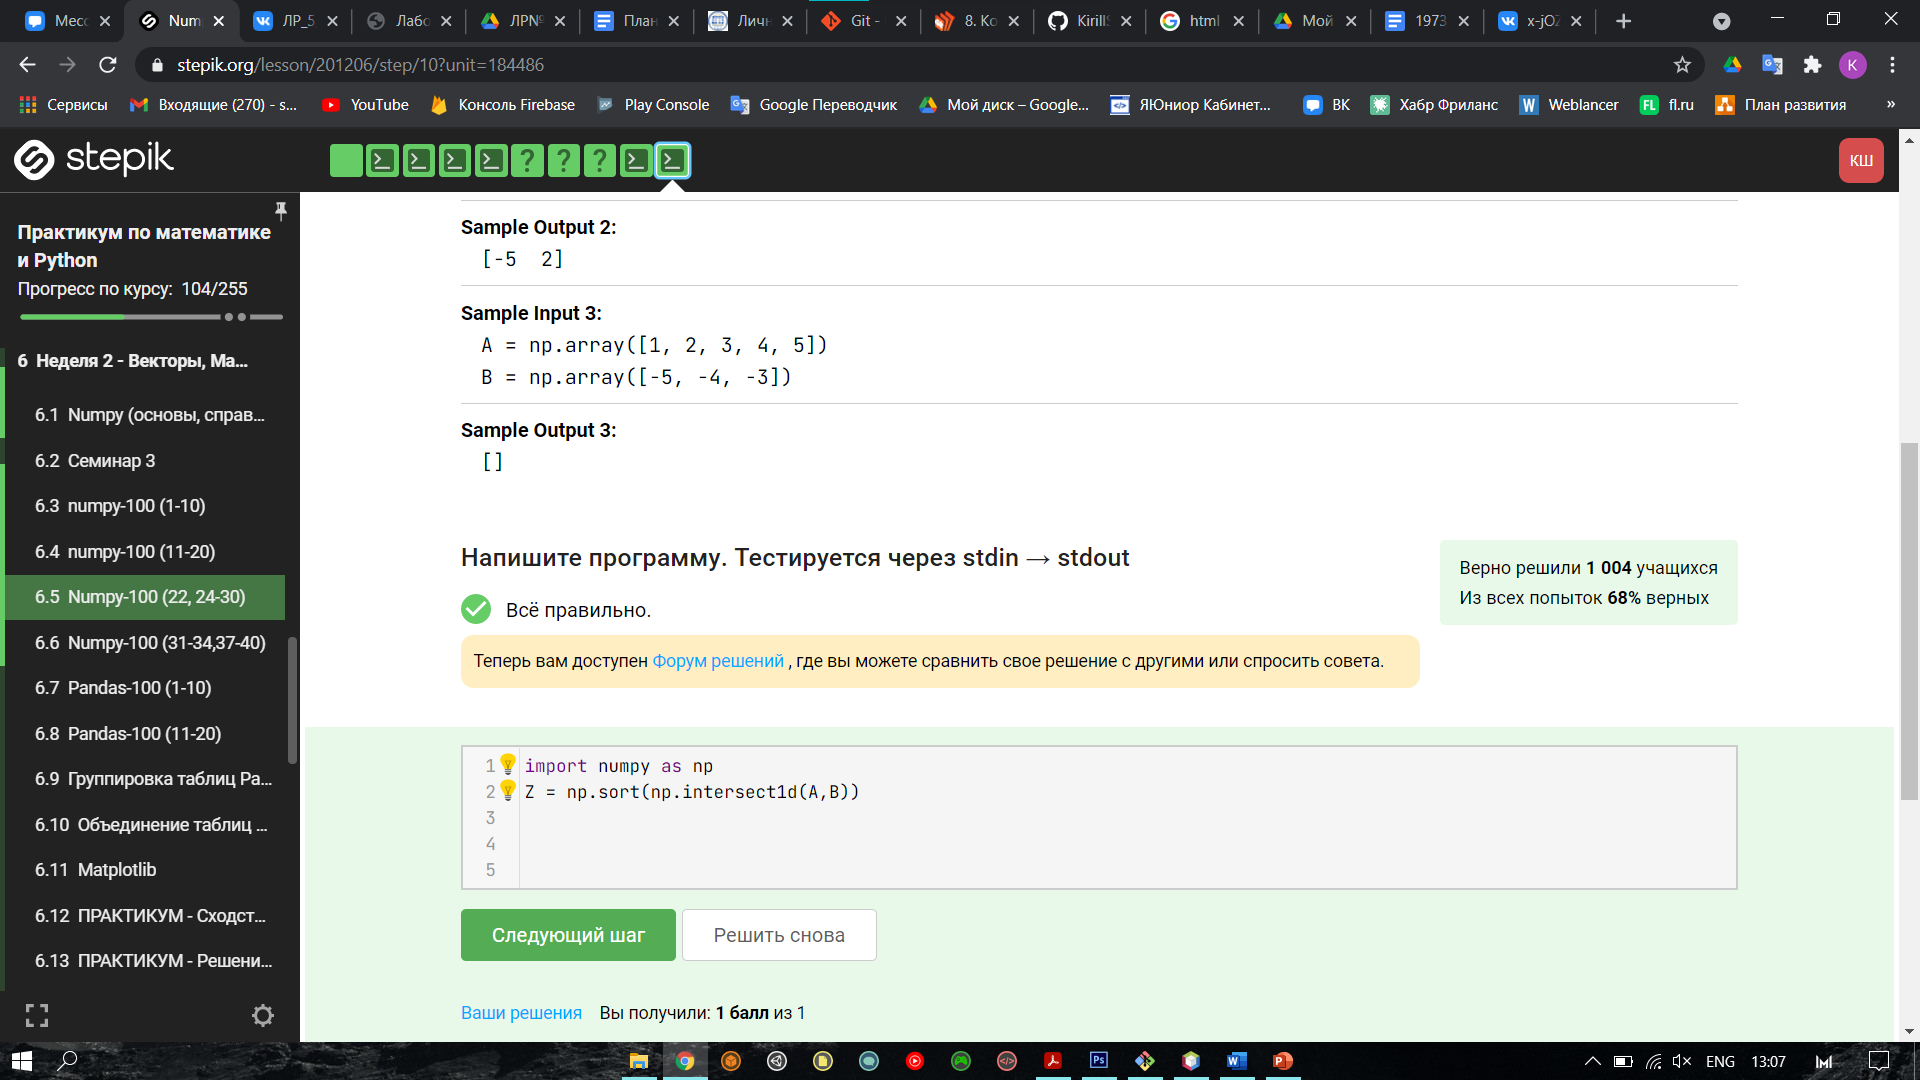 Месс
Num
ЛР_5
Лабо
ЛРNº
План
Личн
Git -
8. Ко
KirillS
html
Мой
1973
x-jOZ
stepik.org/lesson/201206/step/10?unit=184486
K
Сервисы
Входящие (270) - s...
YouTube
Консоль Firebase
Play Console
Google Переводчик
Мой диск – Google...
ЯЮниор Кабинет...
ВК
Хабр Фриланс
Weblancer
fl.ru
План развития
»
stepik
КШ
Практикум по математике
и Python
Прогресс по курсу: 104/255
6 Неделя 2 - Векторы, Ма...
6.1 Numpy (основы, справ...
6.2 Семинар 3
6.3 numpy-100 (1-10)
6.4 numpy-100 (11-20)
6.5 Numpy-100 (22, 24-30)
6.6 Numpy-100 (31-34,37-40)
6.7 Pandas-100 (1-10)
6.8 Pandas-100 (11-20)
6.9 Группировка таблиц Pa...
6.10 Объединение таблиц ...
6.11 Matplotlib
6.12 ПРАКТИКУМ - Сходст...
6.13 ПРАКТИКУМ - Решени...
Sample Output 2:
[-5  2]
Sample Input 3:
A = np.array([1, 2, 3, 4, 5])
B = np.array([-5, -4, -3])
Sample Output 3:
[]
Напишите программу. Тестируется через stdin → stdout
Верно решили 1 004 учащихся
Из всех попыток 68% верных
Всё правильно.
Теперь вам доступен Форум решений , где вы можете сравнить свое решение с другими или спросить совета.
1 import numpy as np
2 Z = np.sort(np.intersect1d(A,B))
3
4
5
Следующий шаг
Решить снова
Ваши решения Вы получили: 1 балл из 1
ENG
13:07